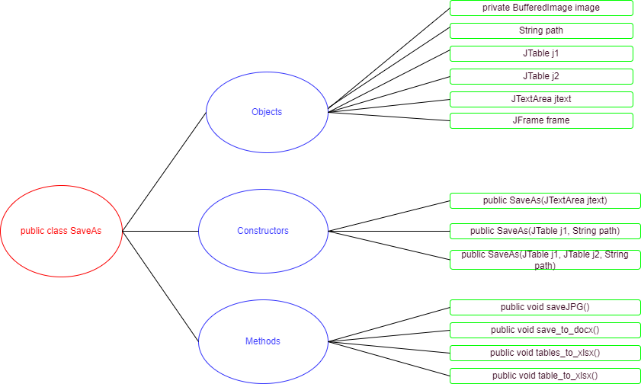 private BufferedImage image
String path
JTable j1
JTable j2
JTextArea jtext
JFrame frame
Objects
public class SaveAs
Constructors
public SaveAs(JTextArea jtext)
public SaveAs(JTable j1, String path)
public SaveAs(JTable j1, JTable j2, String
path)
Methods
public void saveJPG()
public void save_to_docx()
public void tables_to_xlsx()
public void table_to_xlsx()